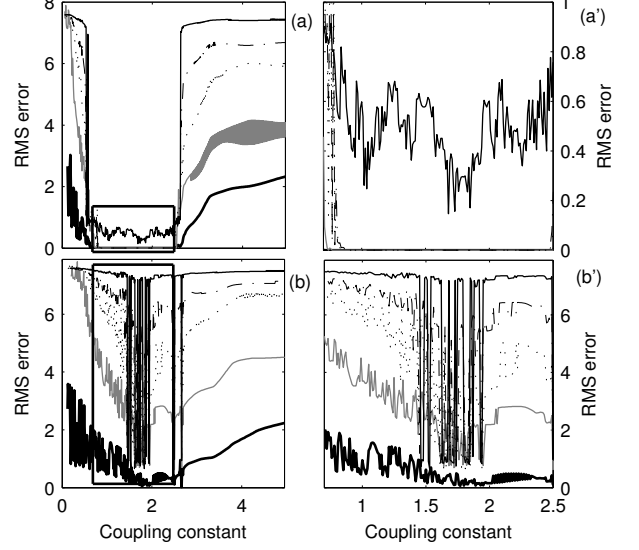 8
6
4
2
0
RMS error
(a)
1
0.8
0.6
0.4
0.2
0
RMS error
(a')
6
4
2
0
RMS error
(b)
6
4
2
0
RMS error
(b')
0 2 4
Coupling constant
1 1.5 2 2.5
Coupling constant